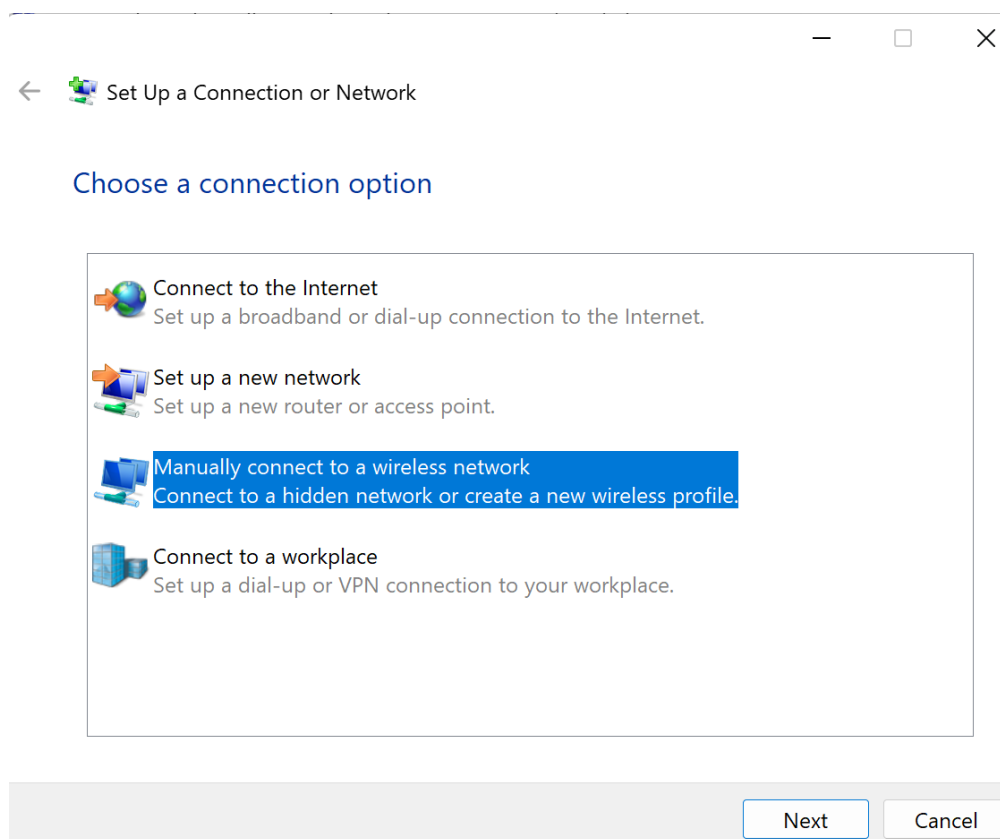 Set Up a Connection or Network
Choose a connection option
Connect to the Internet
Set up a broadband or dial-up connection to the Internet.
Set up a new network
Set up a new router or access point.
Manually connect to a wireless network
Connect to a hidden network or create a new wireless profile.
Connect to a workplace
Set up a dial-up or VPN connection to your workplace.
Next
Cancel